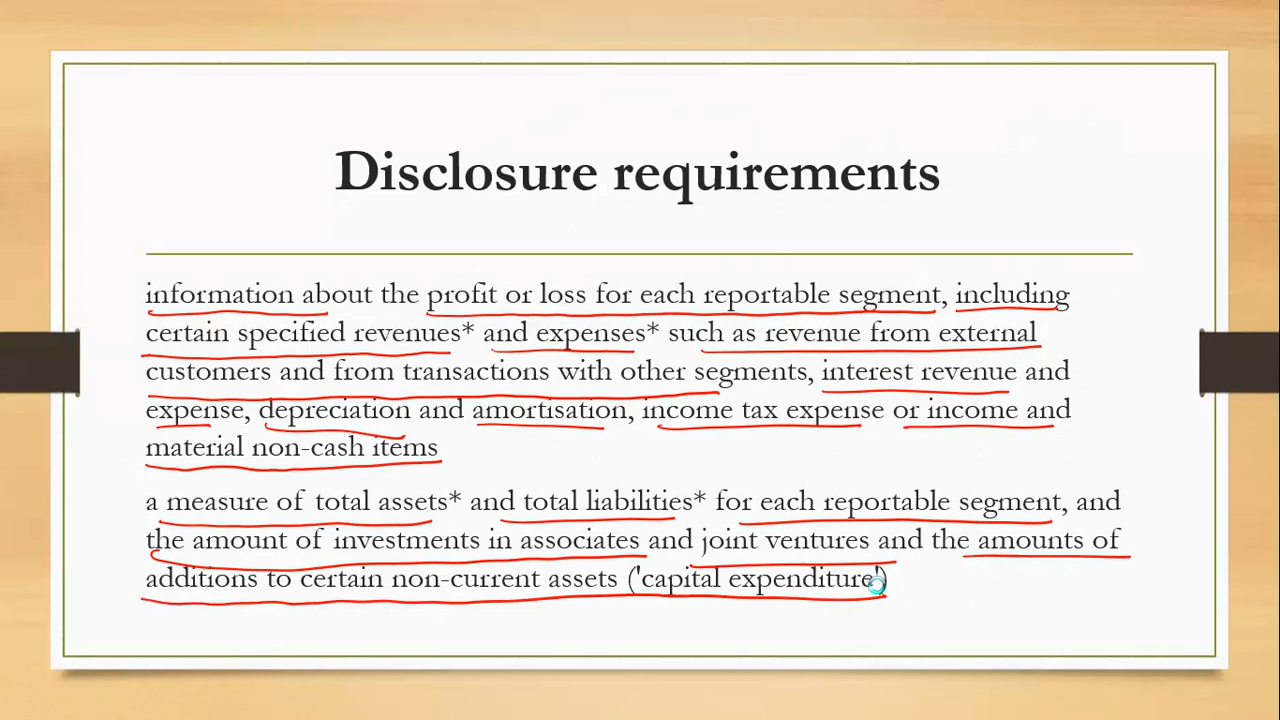 Disclosure requirements
information about the profit or loss for each reportable segment, including
certain specified revenues* and expenses* such as revenue from external
customers and from transactions with other segments, interest revenue and
expense, depreciation and amortisation, income tax expense or income and
material non-cash items
a measure of total assets* and total liabilities* for each reportable segment, and
the amount of investments in associates and joint ventures and the amounts of
additions to certain non-current assets ('capital expenditure')